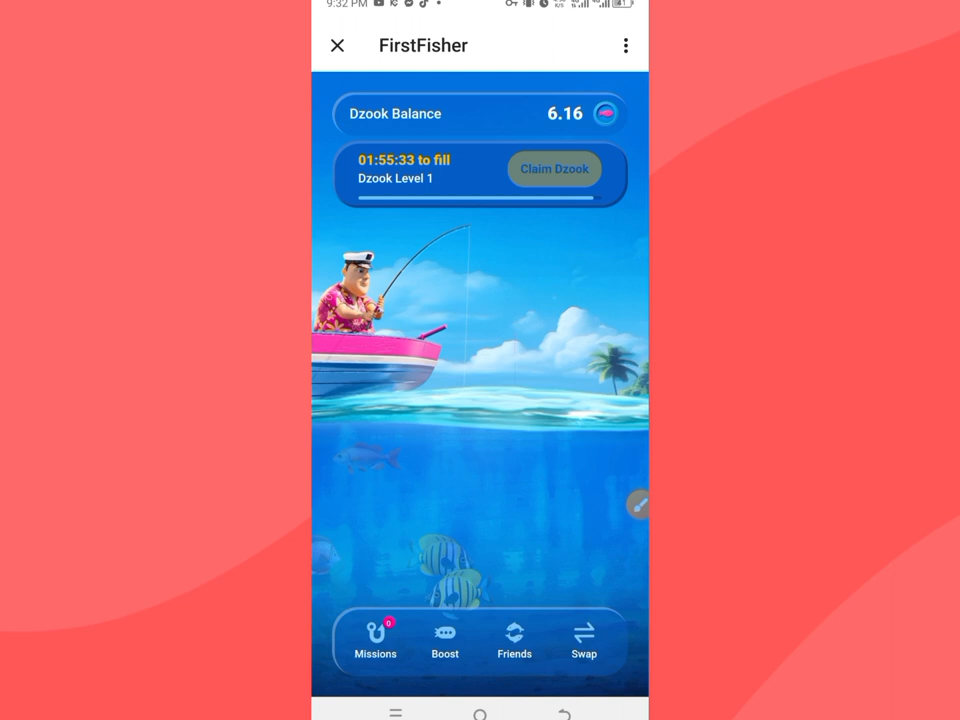 9:32 PM
FirstFisher
Dzook Balance
6.16
01:55:33 to fill
Dzook Level 1
Claim Dzook
0
Missions
Boost
Friends
Swap